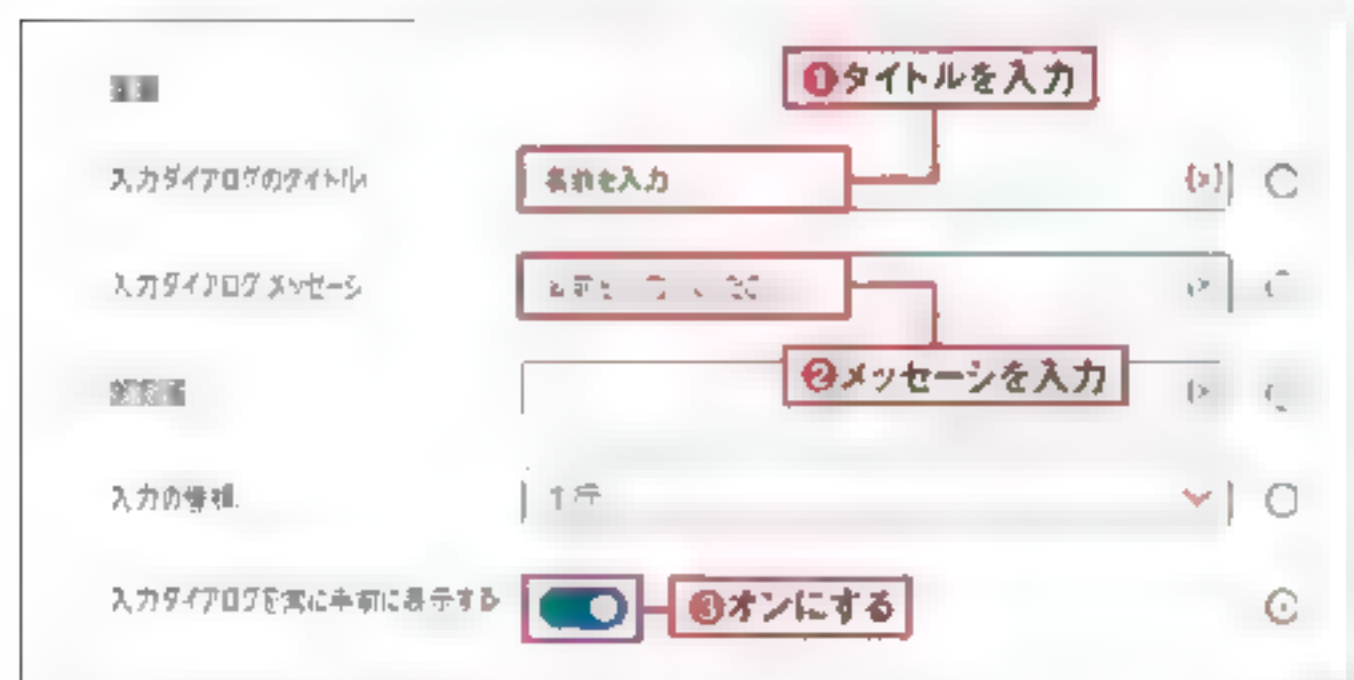 ❶タイトルを入力
入力ダイアログのタイトル
名前を入力
{x}
入力ダイアログ メッセージ
❷メッセージを入力
入力の種類
1行
入力ダイアログを常に手前に表示する
❸オンにする